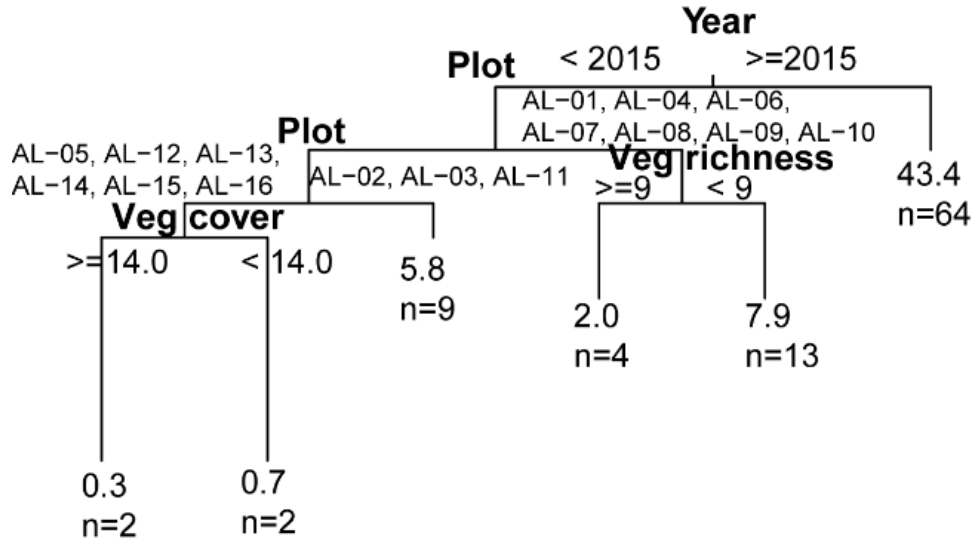 Year
< 2015 >=2015
Plot
AL−01, AL−04, AL−06,
AL−07, AL−08, AL−09, AL−10
Plot
AL−05, AL−12, AL−13,
AL−14, AL−15, AL−16
AL−02, AL−03, AL−11
Veg richness
>=9 < 9
43.4
n=64
Veg cover
>=14.0 < 14.0
5.8
n=9
2.0
n=4
7.9
n=13
0.3
n=2
0.7
n=2